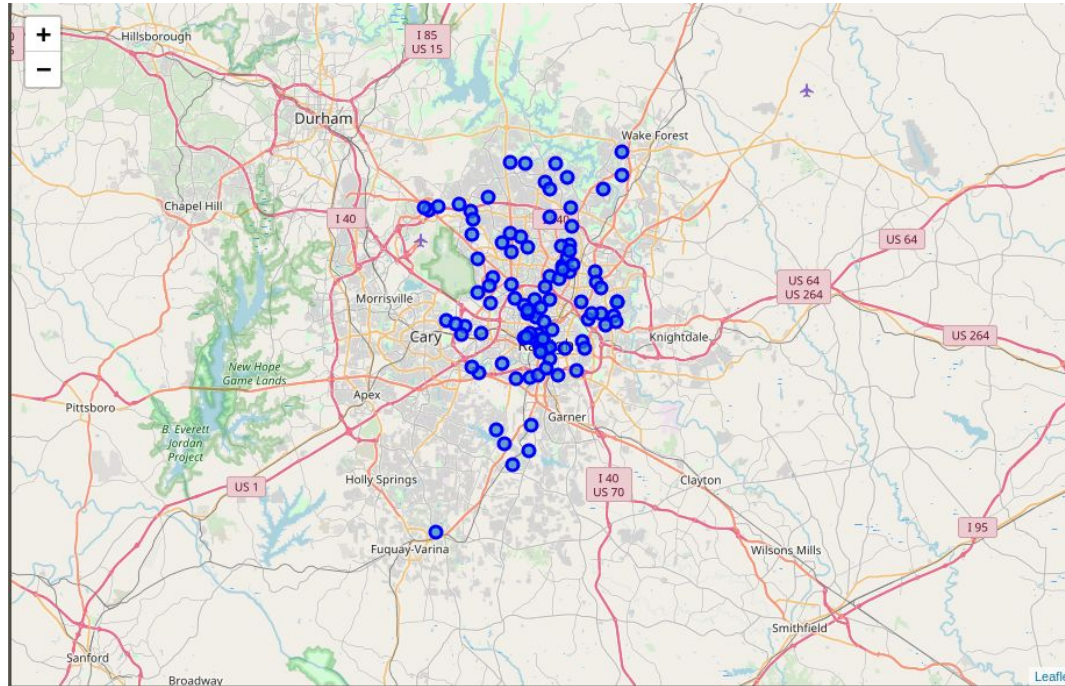 +
−
Hillsborough
I 85
US 15
Durham
Wake Forest
Chapel Hill
I 40
40
US 64
US 64
US 264
Morrisville
Cary
Knightdale
US 264
New Hope
Game Lands
Apex
Pittsboro
Garner
B. Everett
Jordan
Project
Holly Springs
US 1
I 40
US 70
Clayton
I 95
Fuquay-Varina
Wilsons Mills
Smithfield
Sanford
Broadway
Leafle